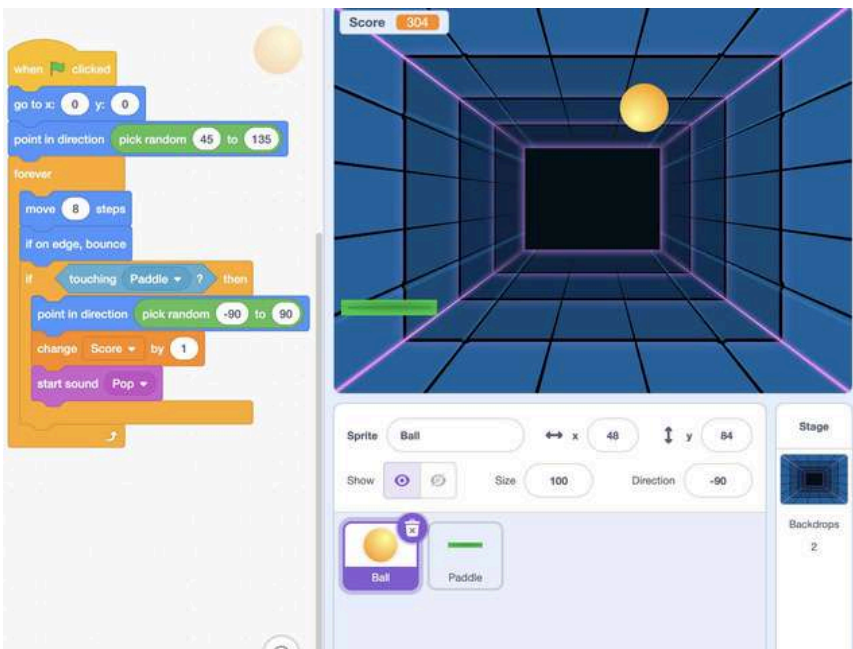 when clicked
go to x: 0 y: 0
point in direction pick random 45 to 135
forever
move 8 steps
if on edge, bounce
if touching Paddle ? then
point in direction pick random -90 to 90
change Score by 1
start sound Pop
Score 304
Sprite Ball x 48 y 84
Show Size 100 Direction -90
Ball
Paddle
Stage
Backdrops
2